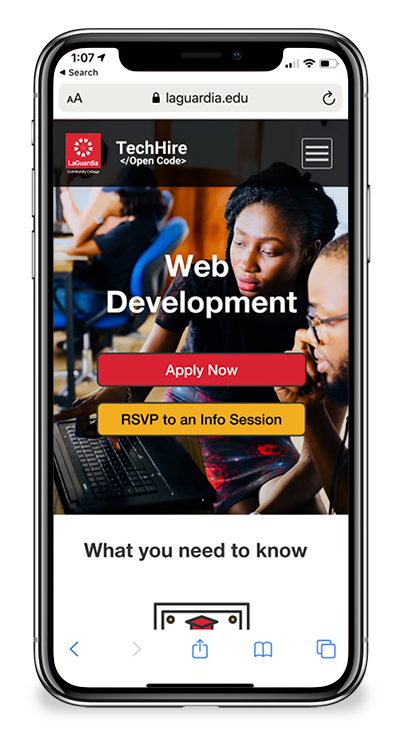 1:07
Search
AA
laguardia.edu
LaGuardia
Community College
TechHire
</Open Code>
Web
Development
Apply Now
RSVP to an Info Session
What you need to know